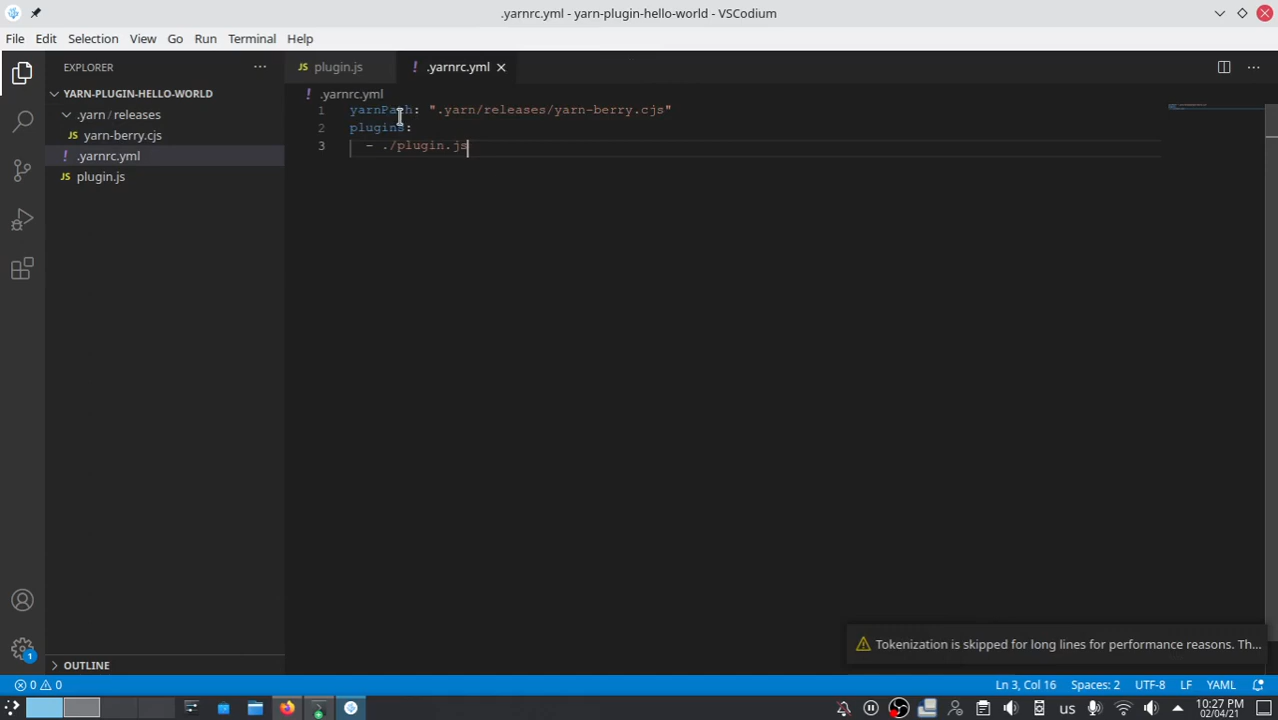 .yarnrc.yml - yarn-plugin-hello-world - VSCodium
File Edit Selection View Go Run Terminal Help
EXPLORER
JS plugin.js
! .yarnrc.yml
YARN-PLUGIN-HELLO-WORLD
.yarn / releases
JS yarn-berry.cjs
! .yarnrc.yml
JS plugin.js
! .yarnrc.yml
1 yarnPath: ".yarn/releases/yarn-berry.cjs"
2 plugins:
3 - ./plugin.js
Tokenization is skipped for long lines for performance reasons. Th...
1
OUTLINE
0 0
Ln 3, Col 16 Spaces: 2 UTF-8 LF YAML
us
10:27 PM
02/04/21